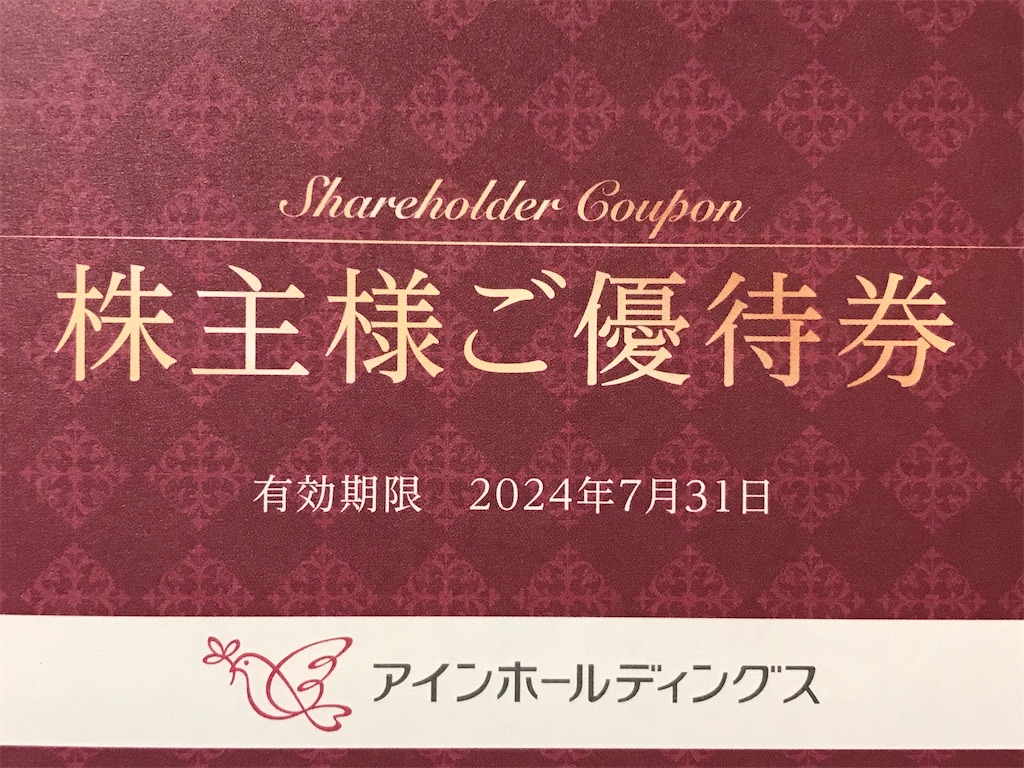 Shareholder Coupon
株主様ご優待券
有効期限　2024年7月31日
アインホールディングス